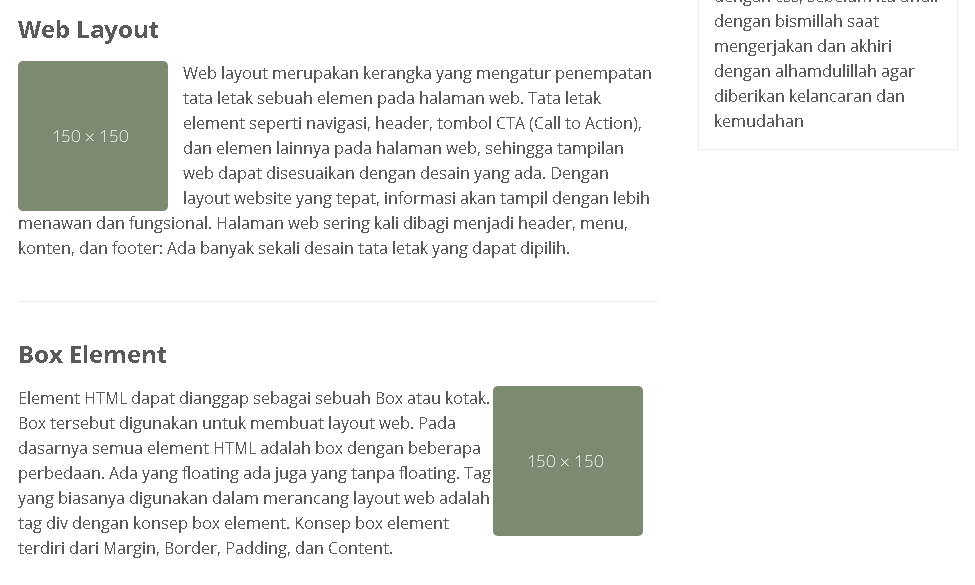 Web Layout
150 × 150
Web layout merupakan kerangka yang mengatur penempatan
tata letak sebuah elemen pada halaman web. Tata letak
element seperti navigasi, header, tombol CTA (Call to Action),
dan elemen lainnya pada halaman web, sehingga tampilan
web dapat disesuaikan dengan desain yang ada. Dengan
layout website yang tepat, informasi akan tampil dengan lebih
menawan dan fungsional. Halaman web sering kali dibagi menjadi header, menu,
konten, dan footer: Ada banyak sekali desain tata letak yang dapat dipilih.
Box Element
Element HTML dapat dianggap sebagai sebuah Box atau kotak.
Box tersebut digunakan untuk membuat layout web. Pada
dasarnya semua element HTML adalah box dengan beberapa
perbedaan. Ada yang floating ada juga yang tanpa floating. Tag
yang biasanya digunakan dalam merancang layout web adalah
tag div dengan konsep box element. Konsep box element
terdiri dari Margin, Border, Padding, dan Content.
150 × 150
dengan bismillah saat
mengerjakan dan akhiri
dengan alhamdulillah agar
diberikan kelancaran dan
kemudahan